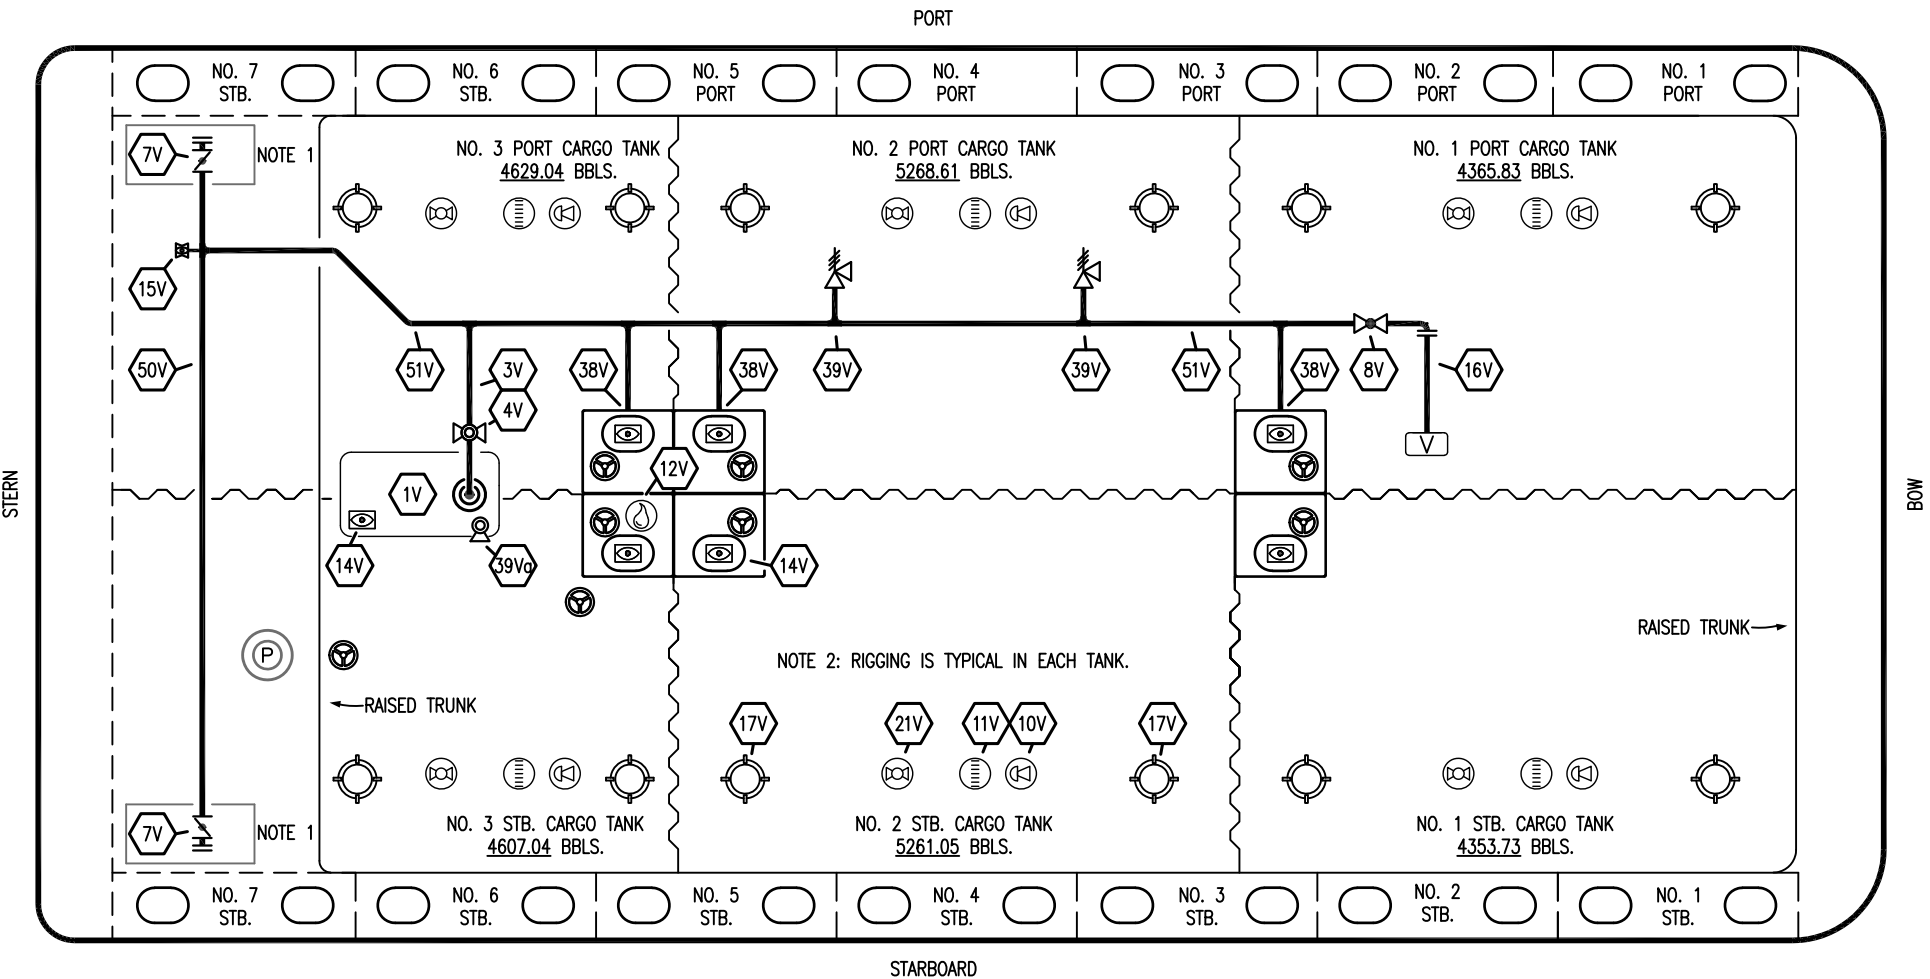 PORT
NO. 7
STB.
NO. 6
STB.
NO. 5
PORT
NO. 4
PORT
NO. 3
PORT
NO. 2
PORT
NO. 1
PORT
7V
NOTE 1
NO. 3 PORT CARGO TANK
4629.04 BBLS.
NO. 2 PORT CARGO TANK
5268.61 BBLS.
NO. 1 PORT CARGO TANK
4365.83 BBLS.
15V
50V
51V
3V
4V
38V
38V
39V
39V
51V
38V
8V
16V
V
12V
1V
STERN
BOW
14V
39Va
14V
P
RAISED TRUNK
RAISED TRUNK
NOTE 2: RIGGING IS TYPICAL IN EACH TANK.
17V
21V
11V
10V
17V
7V
NOTE 1
NO. 3 STB. CARGO TANK
4607.04 BBLS.
NO. 2 STB. CARGO TANK
5261.05 BBLS.
NO. 1 STB. CARGO TANK
4353.73 BBLS.
NO. 7
STB.
NO. 6
STB.
NO. 5
STB.
NO. 4
STB.
NO. 3
STB.
NO. 2
STB.
NO. 1
STB.
STARBOARD